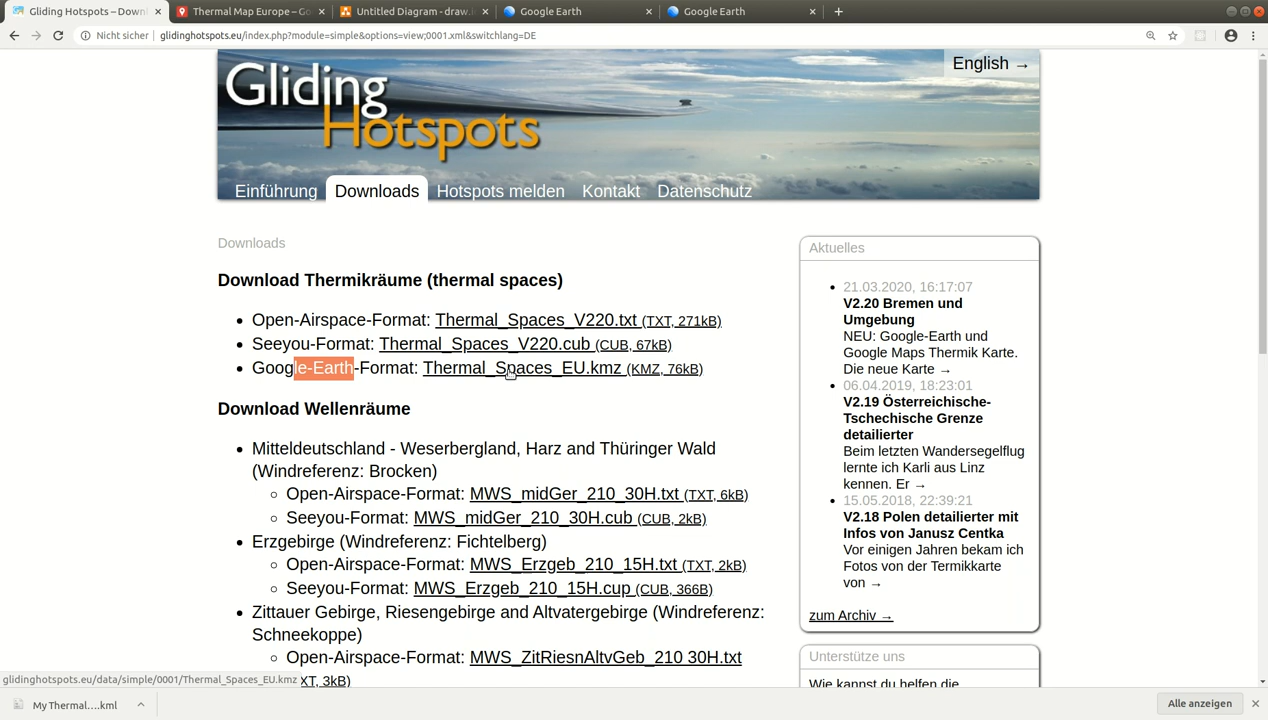 Gliding Hotspots – Downl
Thermal Map Europe – Go
Untitled Diagram - draw.i
Google Earth
Google Earth
Nicht sicher
glidinghotspots.eu/index.php?module=simple&options=view;0001.xml&switchlang=DE
Gliding
Hotspots
English →
Einführung
Downloads
Hotspots melden
Kontakt
Datenschutz
Downloads
Download Thermikräume (thermal spaces)
Open-Airspace-Format: Thermal_Spaces_V220.txt (TXT, 271kB)
Seeyou-Format: Thermal_Spaces_V220.cub (CUB, 67kB)
Google-Earth-Format: Thermal_Spaces_EU.kmz (KMZ, 76kB)
Download Wellenräume
Mitteldeutschland - Weserbergland, Harz and Thüringer Wald
(Windreferenz: Brocken)
Open-Airspace-Format: MWS_midGer_210_30H.txt (TXT, 6kB)
Seeyou-Format: MWS_midGer_210_30H.cub (CUB, 2kB)
Erzgebirge (Windreferenz: Fichtelberg)
Open-Airspace-Format: MWS_Erzgeb_210_15H.txt (TXT, 2kB)
Seeyou-Format: MWS_Erzgeb_210_15H.cup (CUB, 366B)
Zittauer Gebirge, Riesengebirge and Altvatergebirge (Windreferenz:
Schneekoppe)
Open-Airspace-Format: MWS_ZitRiesnAltvGeb_210 30H.txt
XT, 3kB)
Aktuelles
21.03.2020, 16:17:07
V2.20 Bremen und
Umgebung
NEU: Google-Earth und
Google Maps Thermik Karte.
Die neue Karte →
06.04.2019, 18:23:01
V2.19 Österreichische-
Tschechische Grenze
detailierter
Beim letzten Wandersegelflug
lernte ich Karli aus Linz
kennen. Er →
15.05.2018, 22:39:21
V2.18 Polen detailierter mit
Infos von Janusz Centka
Vor einigen Jahren bekam ich
Fotos von der Termikkarte
von →
zum Archiv →
Unterstütze uns
Wie kannst du helfen die
glidinghotspots.eu/data/simple/0001/Thermal_Spaces_EU.kmz
My Thermal....kml
Alle anzeigen